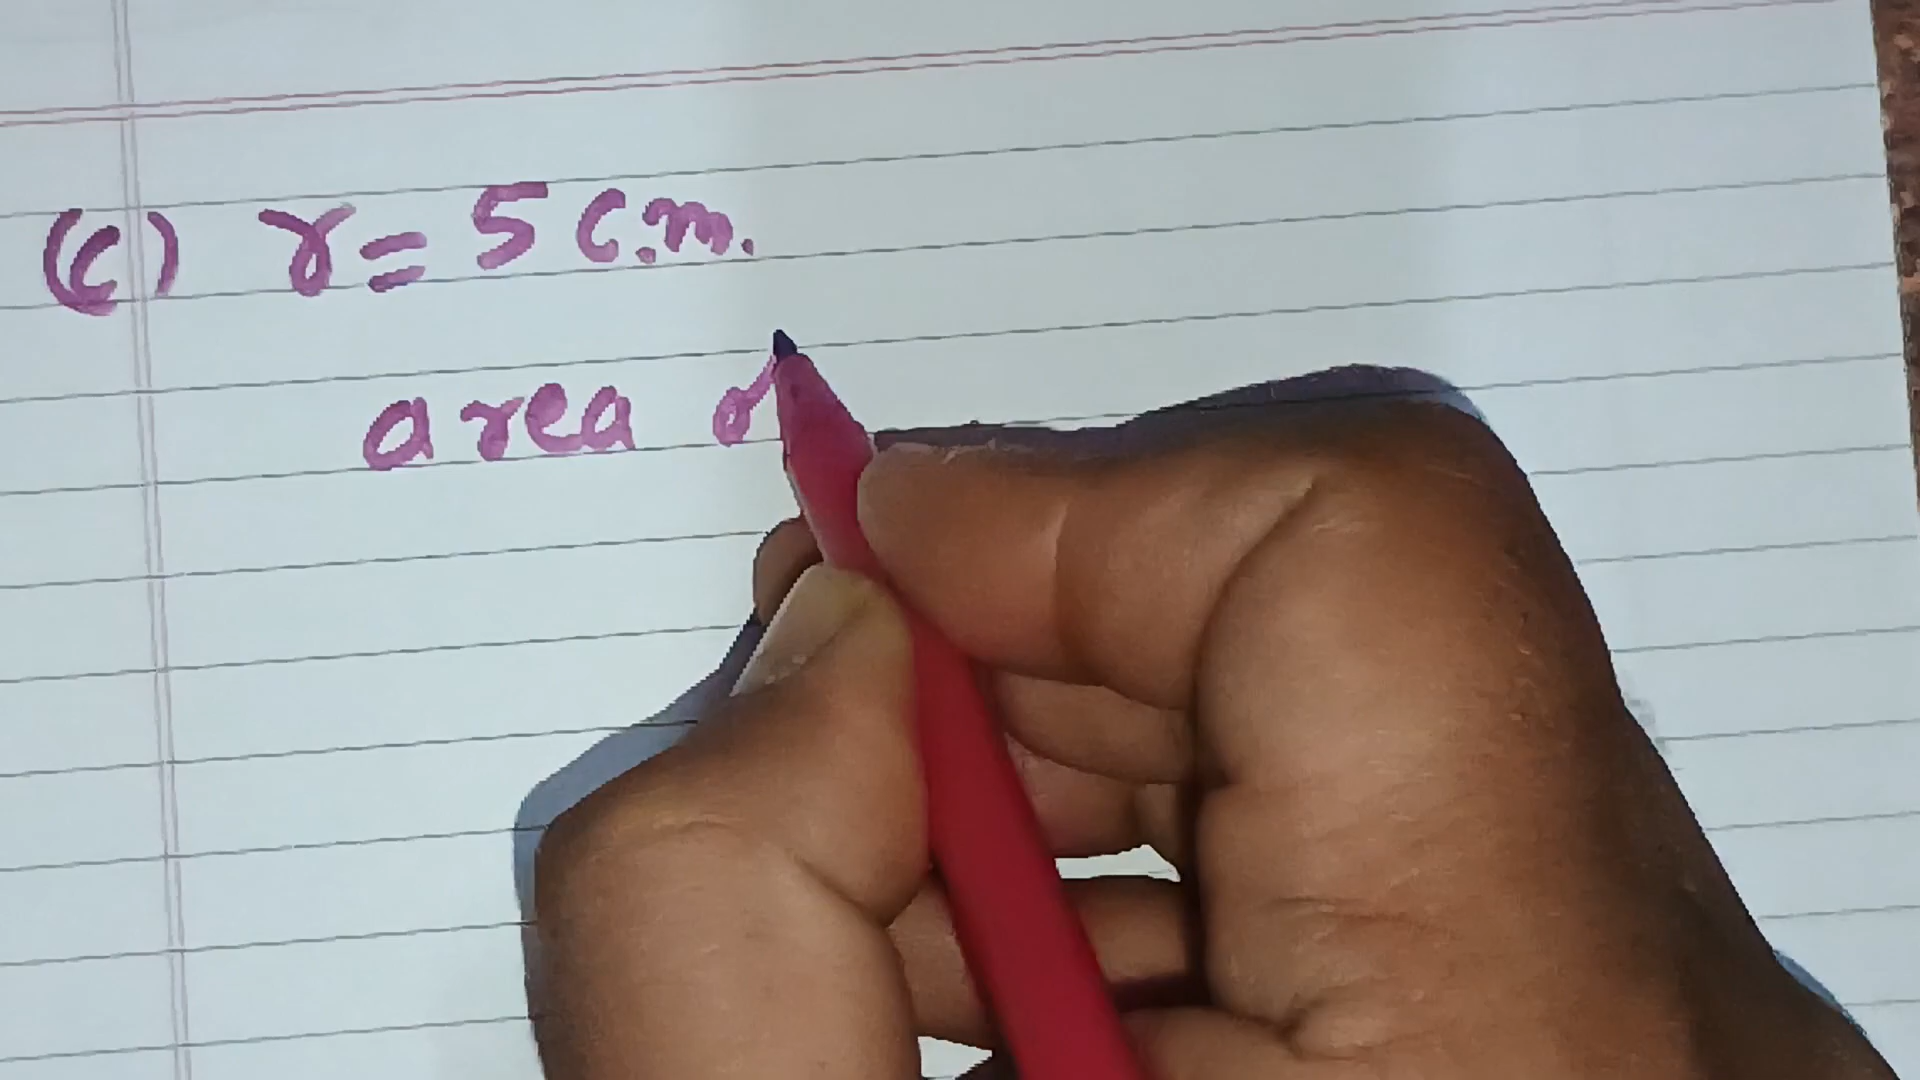 (c) r = 5 c.m.
area o